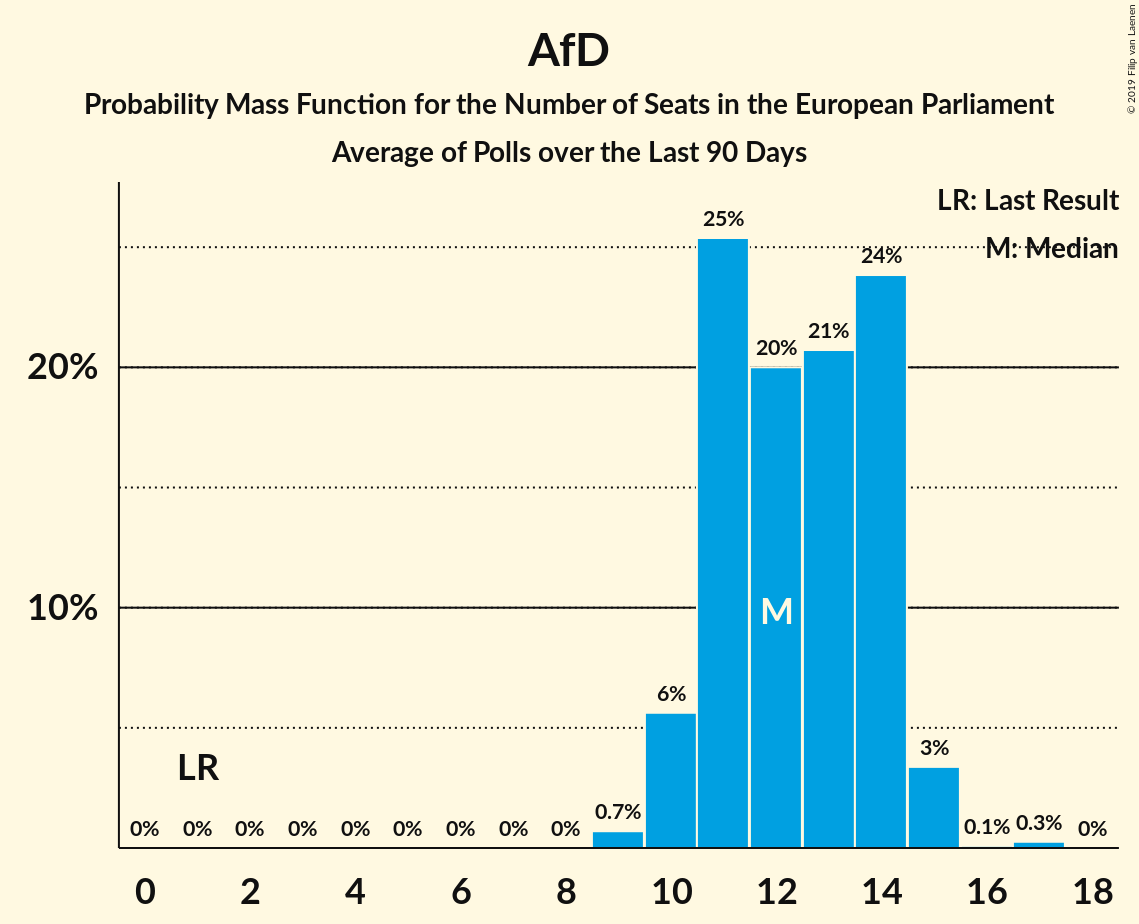 AfD
Probability Mass Function for the Number of Seats in the European Parliament
Average of Polls over the Last 90 Days
© 2019 Filip van Laenen
LR: Last Result
M: Median
25%
24%
21%
20%
20%
10%
M
6%
LR
3%
0% 0% 0% 0% 0% 0% 0% 0% 0% 0.7% 0.1% 0.3% 0%
0 2 4 6 8 10 12 14 16 18